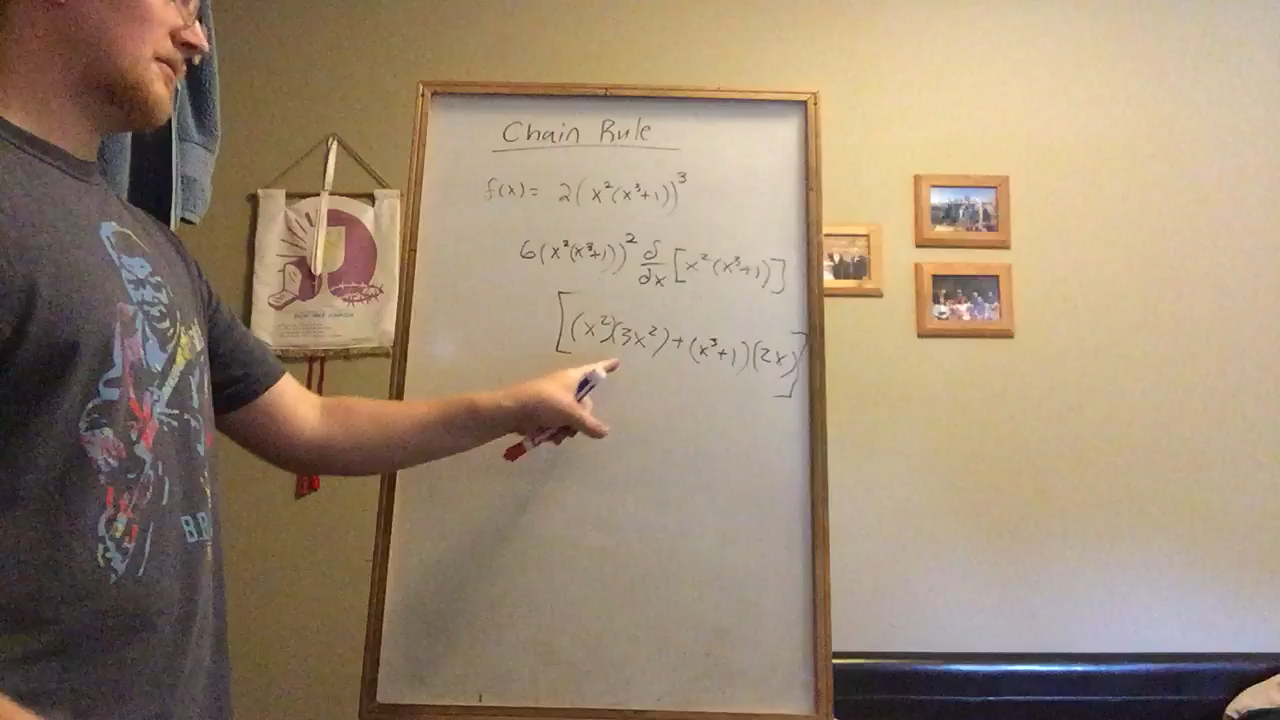 Chain Rule
f(x) = 2(x²(x³+1))³
6(x²(x³+1))² d/dx [x²(x³+1)]
[(x²)(3x²)+(x³+1)(2x)]
B.B